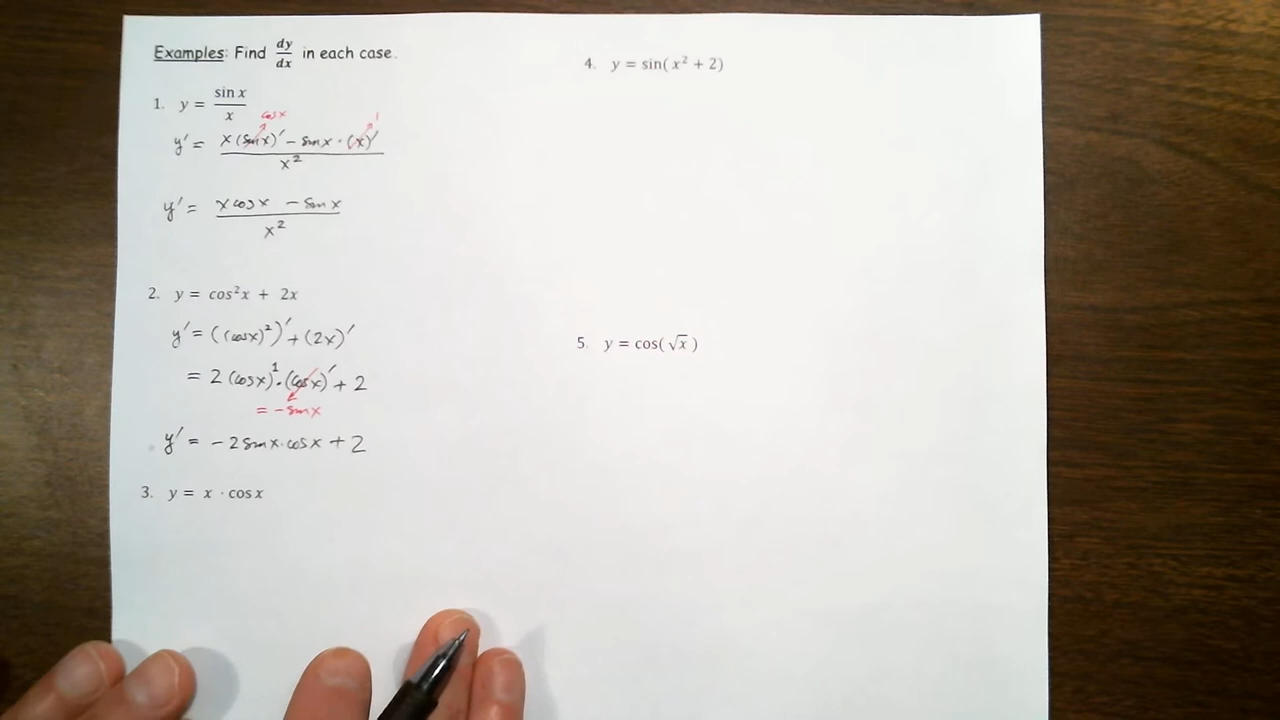 Examples: Find dy/dx in each case.
1. y = sin x / x
cos x 1
y' = x(sin x)' - sin x · (x)' / x²
y' = x cos x - sin x / x²
2. y = cos²x + 2x
y' = ((cos x)²)' + (2x)'
= 2 (cos x)¹ · (cos x)' + 2
= - sin x
y' = - 2 sin x · cos x + 2
3. y = x · cos x
4. y = sin( x² + 2)
5. y = cos( √x )